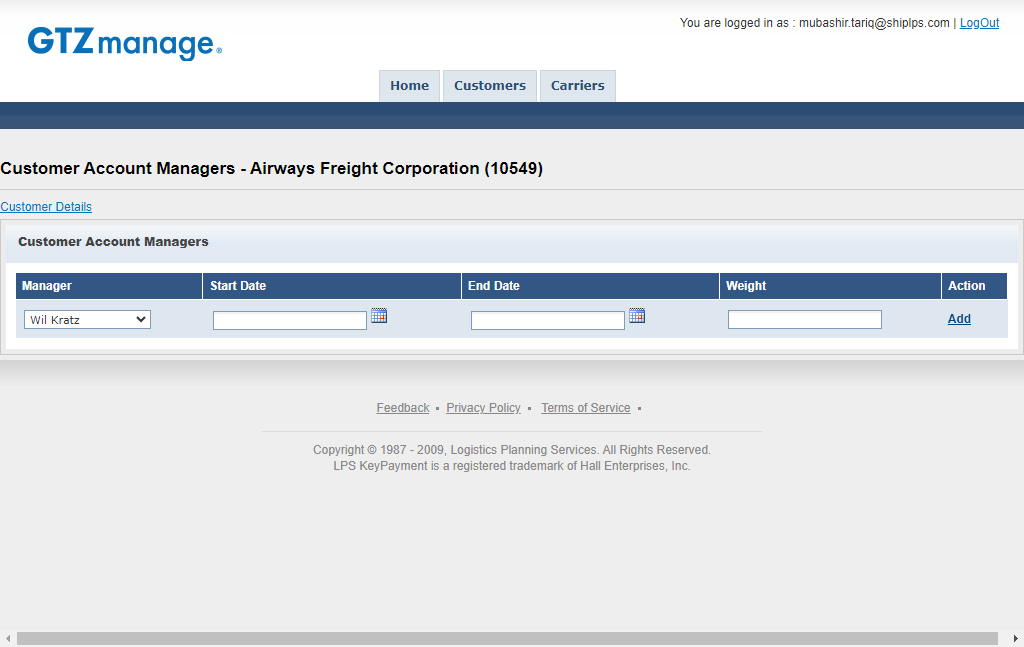 You are logged in as : mubashir.tariq@shiplps.com | LogOut
GTZmanage®
Home Customers Carriers
Customer Account Managers - Airways Freight Corporation (10549)
Customer Details
Customer Account Managers
Manager Start Date End Date Weight Action
Wil Kratz Add
Feedback • Privacy Policy • Terms of Service •
Copyright © 1987 - 2009, Logistics Planning Services. All Rights Reserved.
LPS KeyPayment is a registered trademark of Hall Enterprises, Inc.